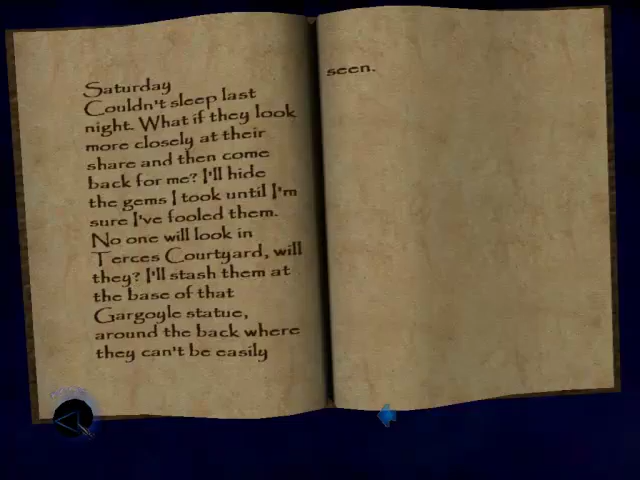 Saturday
Couldn't sleep last
night. What if they look
more closely at their
share and then come
back for me? I'll hide
the gems I took until I'm
sure I've fooled them.
No one will look in
Terces Courtyard, will
they? I'll stash them at
the base of that
Gargoyle statue,
around the back where
they can't be easily
seen.